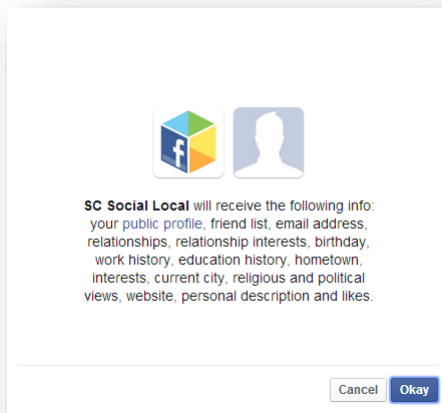 f
SC Social Local will receive the following info:
your public profile, friend list, email address,
relationships, relationship interests, birthday,
work history, education history, hometown,
interests, current city, religious and political
views, website, personal description and likes.
Cancel Okay